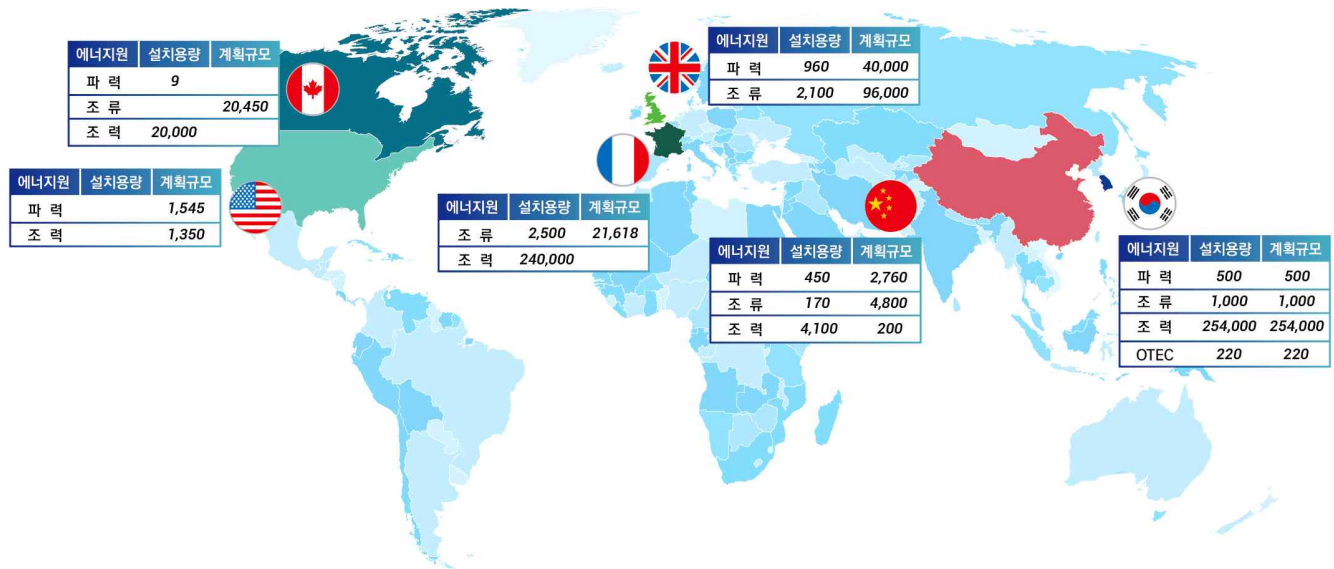 에너지원 설치용량 계획규모
파 력 9
조 류 20,450
조 력 20,000
에너지원 설치용량 계획규모
파 력 1,545
조 력 1,350
에너지원 설치용량 계획규모
조 류 2,500 21,618
조 력 240,000
에너지원 설치용량 계획규모
파 력 960 40,000
조 류 2,100 96,000
에너지원 설치용량 계획규모
파 력 450 2,760
조 류 170 4,800
조 력 4,100 200
에너지원 설치용량 계획규모
파 력 500 500
조 류 1,000 1,000
조 력 254,000 254,000
OTEC 220 220